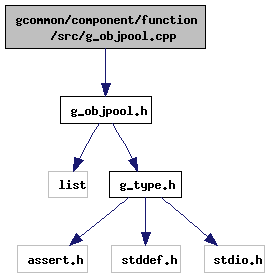 gcommon/component/function
/src/g_objpool.cpp
g_objpool.h
list
g_type.h
assert.h
stddef.h
stdio.h